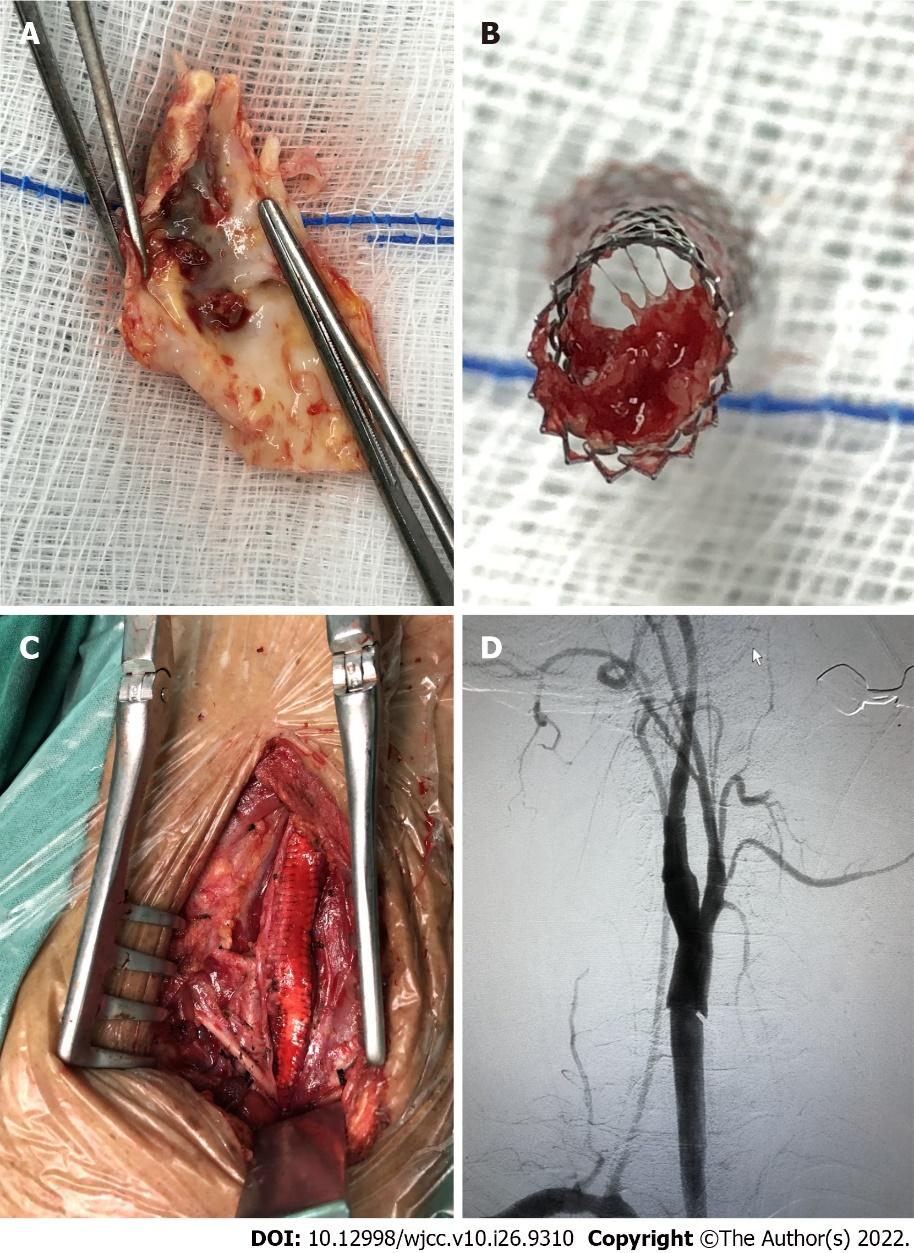 A
B
C
D
DOI: 10.12998/wjcc.v10.i26.9310 Copyright ©The Author(s) 2022.